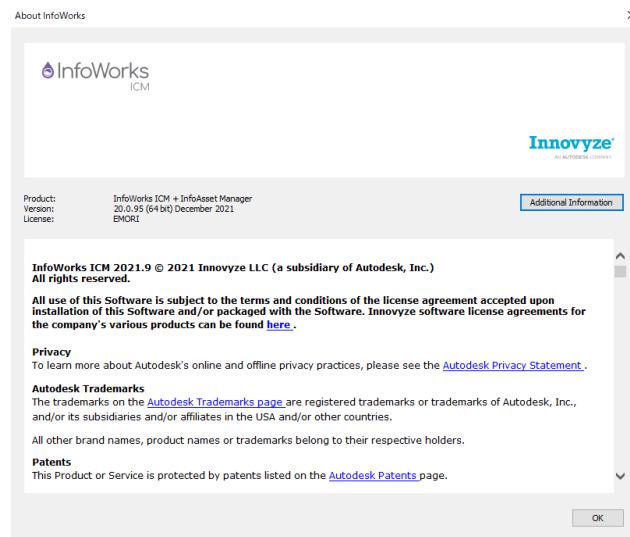 About InfoWorks
InfoWorks
ICM
Innovyze®
AN AUTODESK COMPANY
Product: InfoWorks ICM + InfoAsset Manager
Version: 20.0.95 (64 bit) December 2021
License: EMORI
Additional Information
InfoWorks ICM 2021.9 © 2021 Innovyze LLC (a subsidiary of Autodesk, Inc.)
All rights reserved.
All use of this Software is subject to the terms and conditions of the license agreement accepted upon
installation of this Software and/or packaged with the Software. Innovyze software license agreements for
the company's various products can be found here .
Privacy
To learn more about Autodesk's online and offline privacy practices, please see the Autodesk Privacy Statement .
Autodesk Trademarks
The trademarks on the Autodesk Trademarks page are registered trademarks or trademarks of Autodesk, Inc.,
and/or its subsidiaries and/or affiliates in the USA and/or other countries.
All other brand names, product names or trademarks belong to their respective holders.
Patents
This Product or Service is protected by patents listed on the Autodesk Patents page.
OK